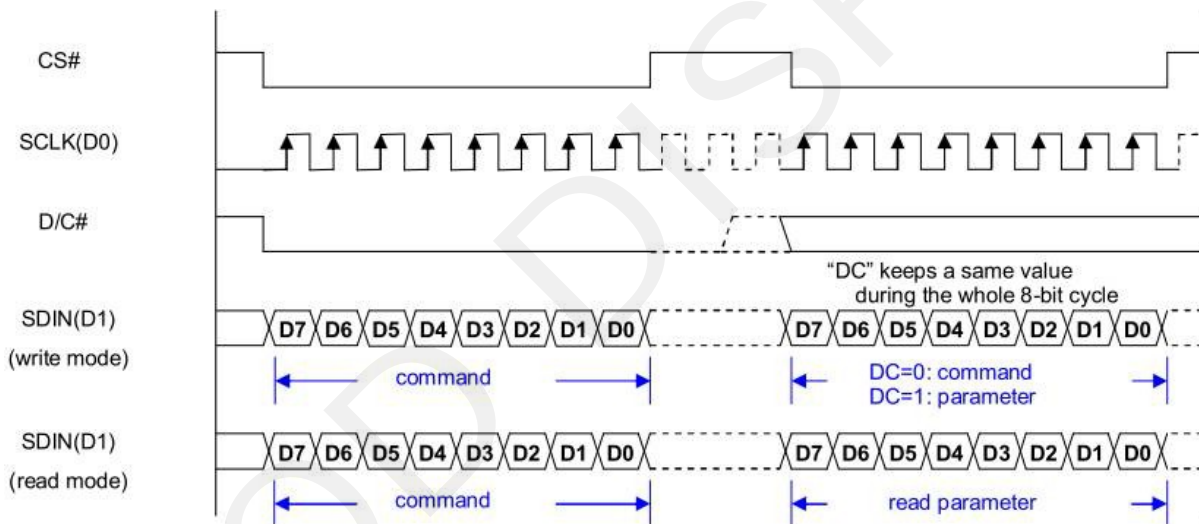 CS#
SCLK(D0)
D/C#
"DC" keeps a same value
during the whole 8-bit cycle
SDIN(D1)
(write mode)
D7 D6 D5 D4 D3 D2 D1 D0
D7 D6 D5 D4 D3 D2 D1 D0
command
DC=0: command
DC=1: parameter
SDIN(D1)
(read mode)
D7 D6 D5 D4 D3 D2 D1 D0
D7 D6 D5 D4 D3 D2 D1 D0
command
read parameter